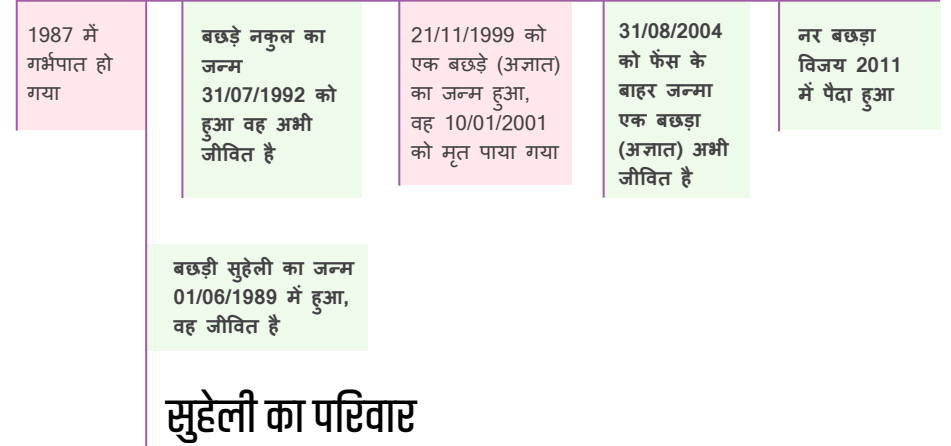 1987 में
गर्भपात हो
गया
बछड़े नकुल का
जन्म
31/07/1992 को
हुआ वह अभी
जीवित है
21/11/1999 को
एक बछड़े (अज्ञात)
का जन्म हुआ,
वह 10/01/2001
को मृत पाया गया
31/08/2004
को फेंस के
बाहर जन्मा
एक बछड़ा
(अज्ञात) अभी
जीवित है
नर बछड़ा
विजय 2011
में पैदा हुआ
बछड़ी सुहेली का जन्म
01/06/1989 में हुआ,
वह जीवित है
सुहेली का परिवार